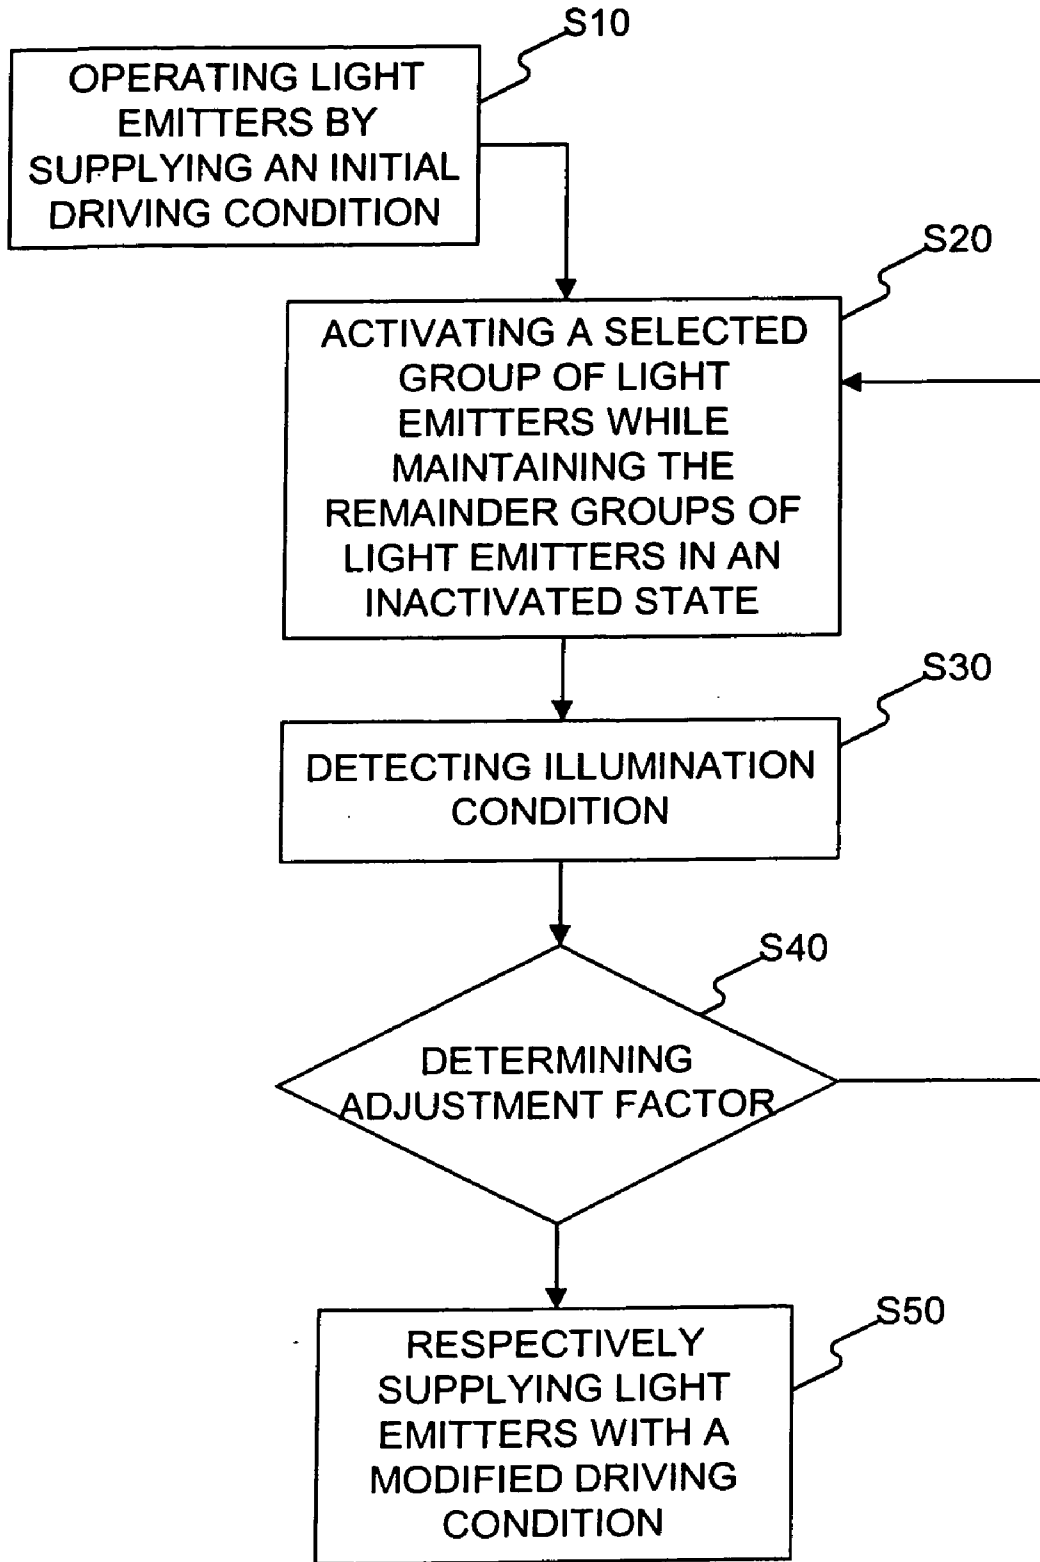 S10
OPERATING LIGHT
EMITTERS BY
SUPPLYING AN INITIAL
DRIVING CONDITION
S20
ACTIVATING A SELECTED
GROUP OF LIGHT
EMITTERS WHILE
MAINTAINING THE
REMAINDER GROUPS OF
LIGHT EMITTERS IN AN
INACTIVATED STATE
S30
DETECTING ILLUMINATION
CONDITION
S40
DETERMINING
ADJUSTMENT FACTOR
S50
RESPECTIVELY
SUPPLYING LIGHT
EMITTERS WITH A
MODIFIED DRIVING
CONDITION